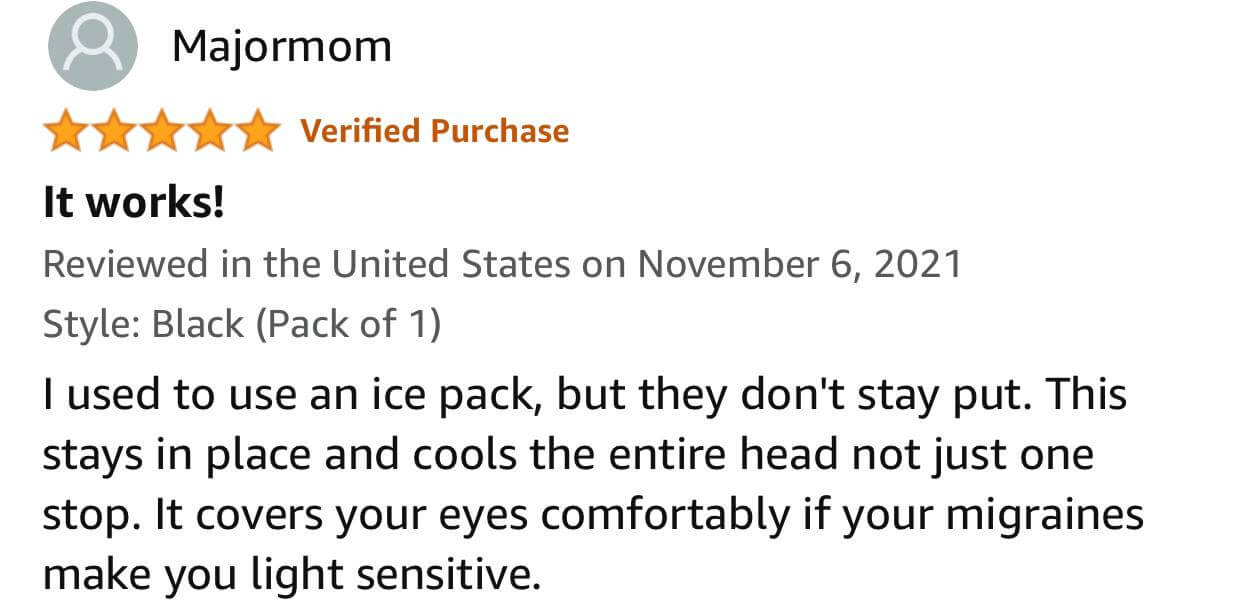 Majormom
Verified Purchase
It works!
Reviewed in the United States on November 6, 2021
Style: Black (Pack of 1)
I used to use an ice pack, but they don't stay put. This
stays in place and cools the entire head not just one
stop. It covers your eyes comfortably if your migraines
make you light sensitive.